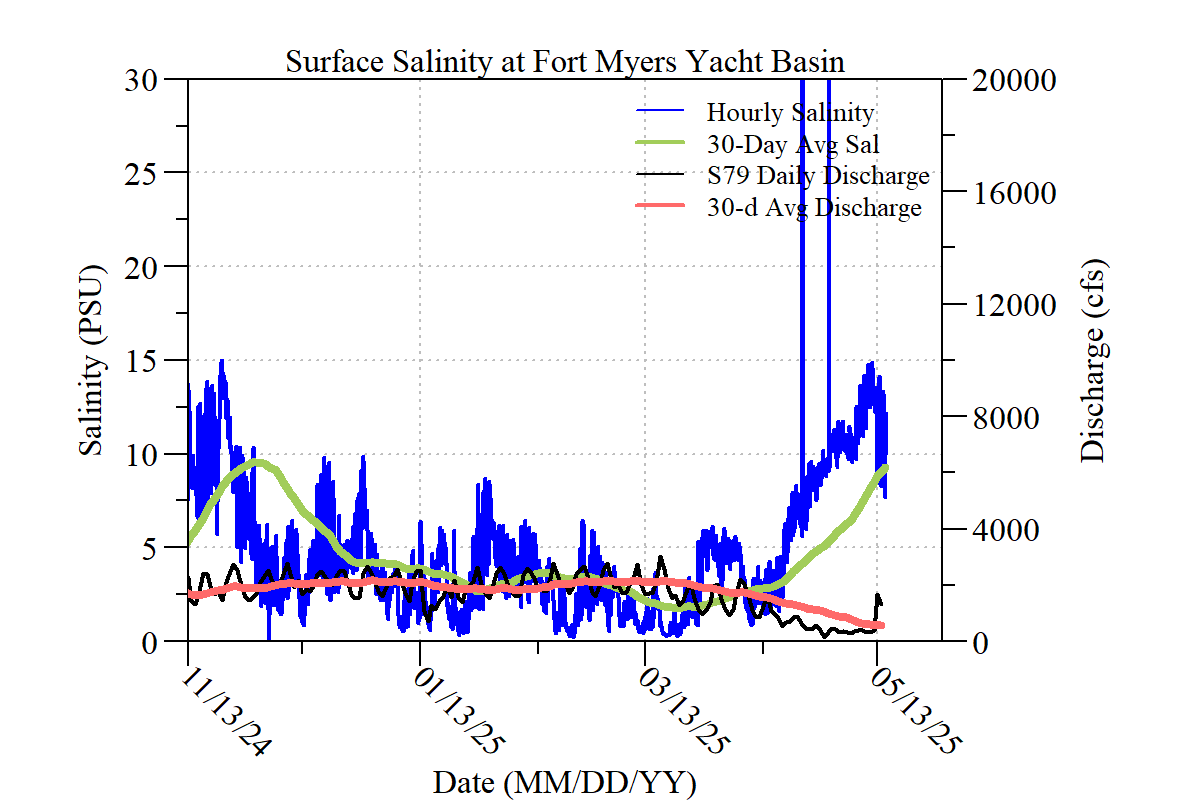 Surface Salinity at Fort Myers Yacht Basin
30
25
20
15
10
5
0
Salinity (PSU)
Hourly Salinity
30-Day Avg Sal
S79 Daily Discharge
30-d Avg Discharge
20000
16000
12000
8000
4000
0
Discharge (cfs)
11/13/24
01/13/25
03/13/25
05/13/25
Date (MM/DD/YY)